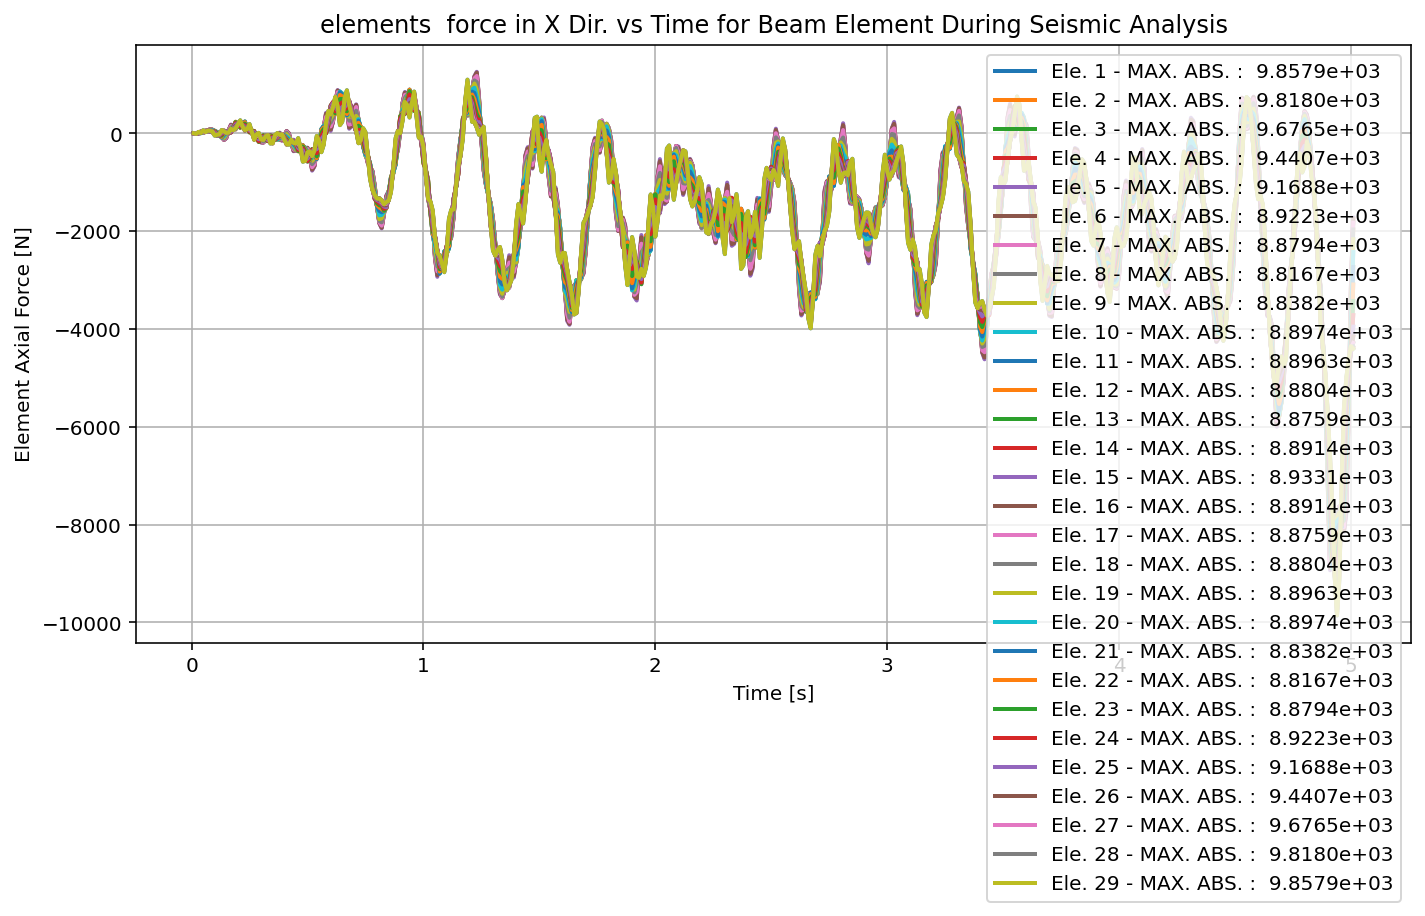 elements  force in X Dir. vs Time for Beam Element During Seismic Analysis
Element Axial Force [N]
0
−2000
−4000
−6000
−8000
−10000
0
1
2
3
4
5
Time [s]
Ele. 1 - MAX. ABS. :  9.8579e+03
Ele. 2 - MAX. ABS. :  9.8180e+03
Ele. 3 - MAX. ABS. :  9.6765e+03
Ele. 4 - MAX. ABS. :  9.4407e+03
Ele. 5 - MAX. ABS. :  9.1688e+03
Ele. 6 - MAX. ABS. :  8.9223e+03
Ele. 7 - MAX. ABS. :  8.8794e+03
Ele. 8 - MAX. ABS. :  8.8167e+03
Ele. 9 - MAX. ABS. :  8.8382e+03
Ele. 10 - MAX. ABS. :  8.8974e+03
Ele. 11 - MAX. ABS. :  8.8963e+03
Ele. 12 - MAX. ABS. :  8.8804e+03
Ele. 13 - MAX. ABS. :  8.8759e+03
Ele. 14 - MAX. ABS. :  8.8914e+03
Ele. 15 - MAX. ABS. :  8.9331e+03
Ele. 16 - MAX. ABS. :  8.8914e+03
Ele. 17 - MAX. ABS. :  8.8759e+03
Ele. 18 - MAX. ABS. :  8.8804e+03
Ele. 19 - MAX. ABS. :  8.8963e+03
Ele. 20 - MAX. ABS. :  8.8974e+03
Ele. 21 - MAX. ABS. :  8.8382e+03
Ele. 22 - MAX. ABS. :  8.8167e+03
Ele. 23 - MAX. ABS. :  8.8794e+03
Ele. 24 - MAX. ABS. :  8.9223e+03
Ele. 25 - MAX. ABS. :  9.1688e+03
Ele. 26 - MAX. ABS. :  9.4407e+03
Ele. 27 - MAX. ABS. :  9.6765e+03
Ele. 28 - MAX. ABS. :  9.8180e+03
Ele. 29 - MAX. ABS. :  9.8579e+03